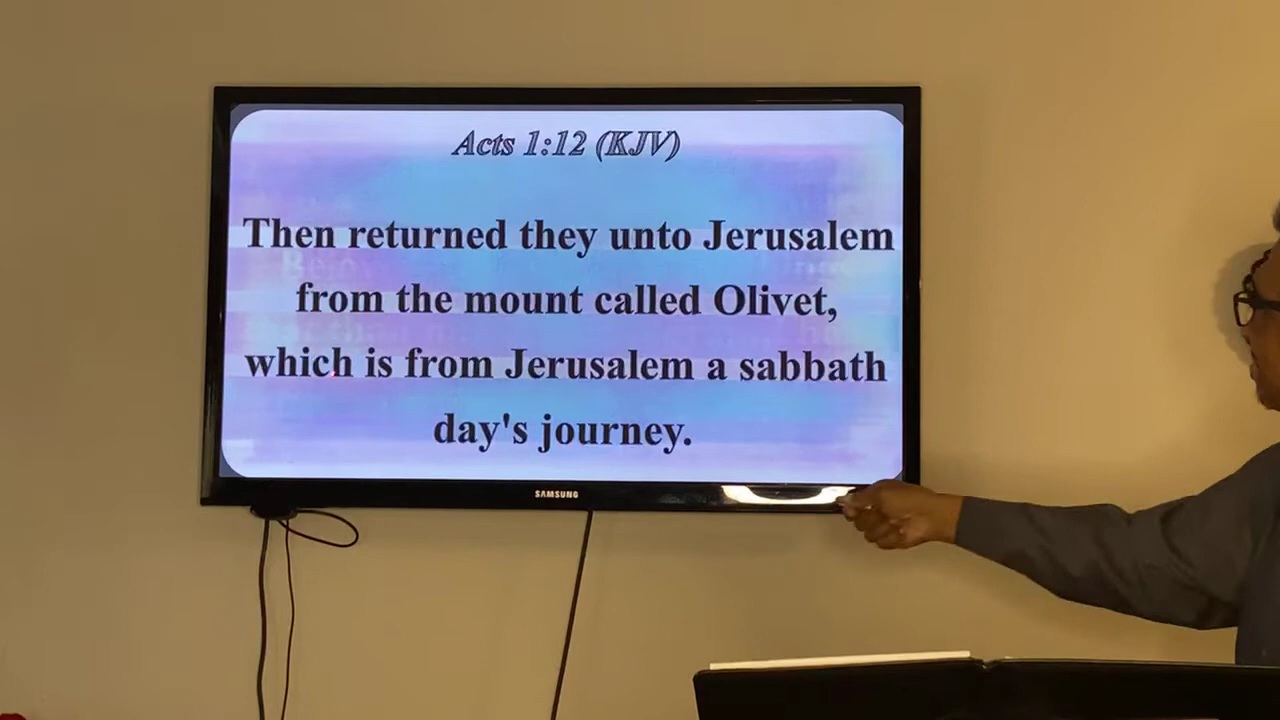 Acts 1:12 (KJV)
Then returned they unto Jerusalem
from the mount called Olivet,
which is from Jerusalem a sabbath
day's journey.
SAMSUNG